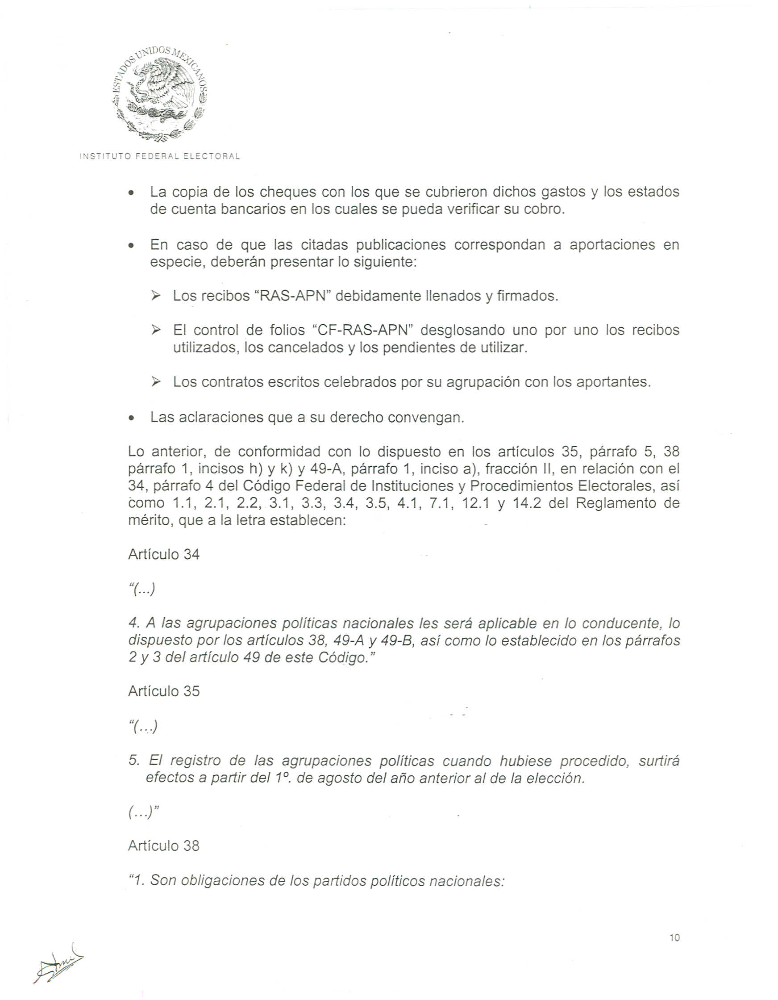 ESTADOS UNIDOS MEXICANOS
INSTITUTO FEDERAL ELECTORAL
• La copia de los cheques con los que se cubrieron dichos gastos y los estados
de cuenta bancarios en los cuales se pueda verificar su cobro.
• En caso de que las citadas publicaciones correspondan a aportaciones en
especie, deberán presentar lo siguiente:
➢ Los recibos “RAS-APN” debidamente llenados y firmados.
➢ El control de folios “CF-RAS-APN” desglosando uno por uno los recibos
utilizados, los cancelados y los pendientes de utilizar.
➢ Los contratos escritos celebrados por su agrupación con los aportantes.
• Las aclaraciones que a su derecho convengan.
Lo anterior, de conformidad con lo dispuesto en los artículos 35, párrafo 5, 38
párrafo 1, incisos h) y k) y 49-A, párrafo 1, inciso a), fracción II, en relación con el
34, párrafo 4 del Código Federal de Instituciones y Procedimientos Electorales, así
como 1.1, 2.1, 2.2, 3.1, 3.3, 3.4, 3.5, 4.1, 7.1, 12.1 y 14.2 del Reglamento de
mérito, que a la letra establecen:
Artículo 34
“(...)
4. A las agrupaciones políticas nacionales les será aplicable en lo conducente, lo
dispuesto por los artículos 38, 49-A y 49-B, así como lo establecido en los párrafos
2 y 3 del artículo 49 de este Código.”
Artículo 35
“(...)
5. El registro de las agrupaciones políticas cuando hubiese procedido, surtirá
efectos a partir del 1º. de agosto del año anterior al de la elección.
(...)”
Artículo 38
“1. Son obligaciones de los partidos políticos nacionales:
10